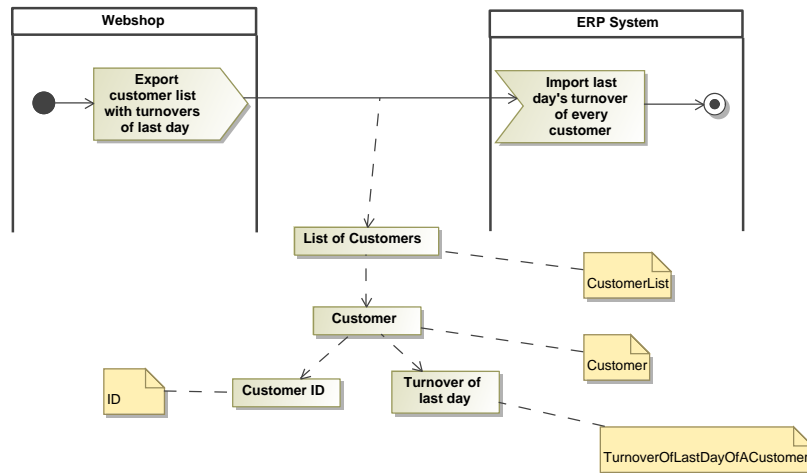 Webshop
ERP System
Export
customer list
with turnovers
of last day
Import last
day's turnover
of every
customer
List of Customers
CustomerList
Customer
Customer
ID
Customer ID
Turnover of
last day
TurnoverOfLastDayOfACustomer